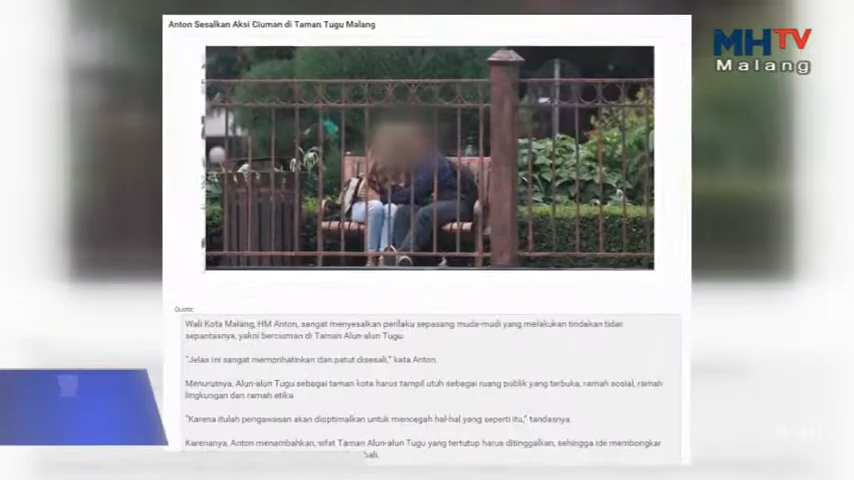 Anton Sesalkan Aksi Ciuman di Taman Tugu Malang
MHTV
Malang
Quote:
Wali Kota Malang, HM Anton, sangat menyesalkan perilaku sepasang muda-mudi yang melakukan tindakan tidak
sepantasnya, yakni berciuman di Taman Alun-alun Tugu.
"Jelas ini sangat memprihatinkan dan patut disesali," kata Anton.
Menurutnya, Alun-alun Tugu sebagai taman kota harus tampil utuh sebagai ruang publik yang terbuka, ramah sosial, ramah
lingkungan dan ramah etika.
"Karena itulah pengawasan akan dioptimalkan untuk mencegah hal-hal yang seperti itu," tandasnya.
Karenanya, Anton menambahkan, sifat Taman Alun-alun Tugu yang tertutup harus ditinggalkan, sehingga ide membongkar